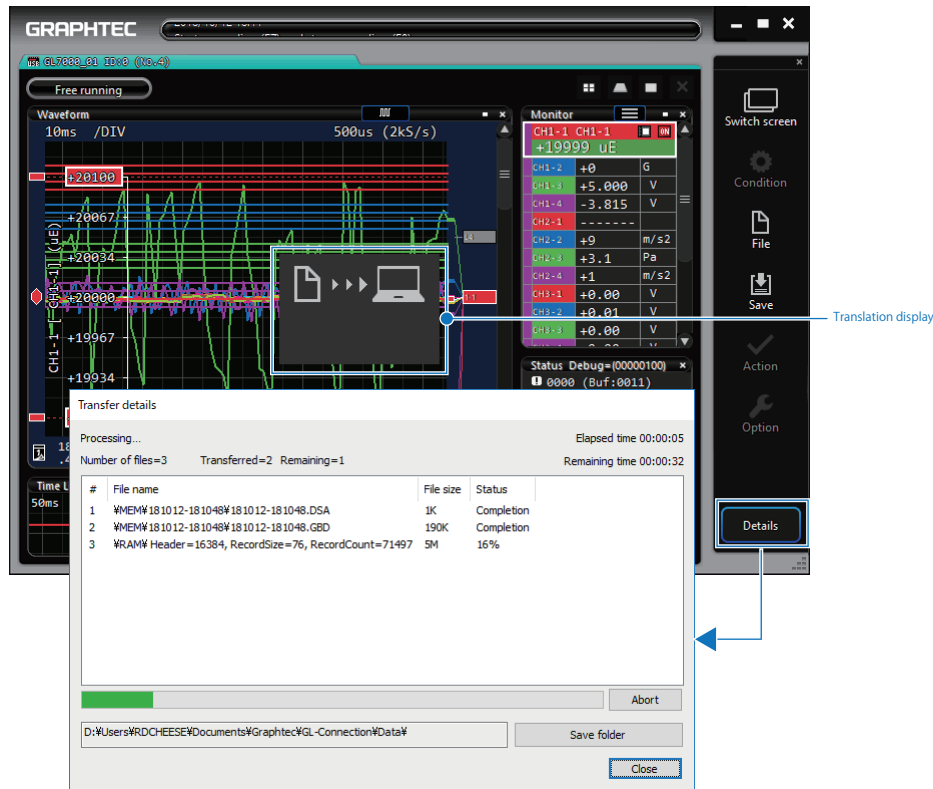 GRAPHTEC
GL7000_01 ID:0 (No.4)
Free running
Waveform
10ms /DIV
500us (2kS/s)
+20100
+20067
+20034
+20000
+19967
+19934
CH1-1 [ CH1-1] (uE)
Monitor
CH1-1 CH1-1 ON
+19999 uE
CH1-2 +0 G
CH1-3 +5.000 V
CH1-4 -3.815 V
CH2-1 -------
CH2-2 +9 m/s2
CH2-3 +3.1 Pa
CH2-4 +1 m/s2
CH3-1 +0.00 V
CH3-2 +0.01 V
CH3-3 +0.00 V
Status Debug=(00000100)
0000 (Buf:0011)
Switch screen
Condition
File
Save
Action
Option
Details
Translation display
Time L
50ms
Transfer details
Processing...
Elapsed time 00:00:05
Number of files=3 Transferred=2 Remaining=1
Remaining time 00:00:32
# File name File size Status
1 ¥MEM¥181012-181048¥181012-181048.DSA 1K Completion
2 ¥MEM¥181012-181048¥181012-181048.GBD 190K Completion
3 ¥RAM¥ Header=16384, RecordSize=76, RecordCount=71497 5M 16%
Abort
D:¥Users¥RDCHEESE¥Documents¥Graphtec¥GL-Connection¥Data¥
Save folder
Close